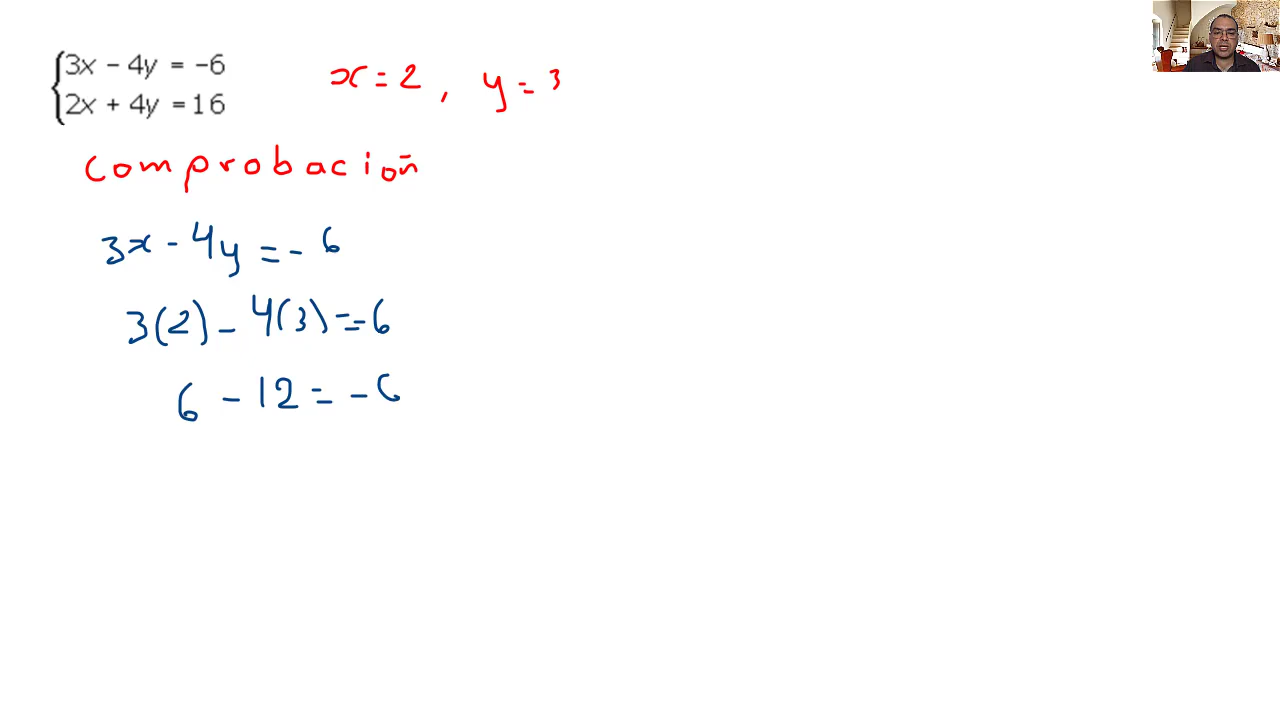 3x - 4y = -6
2x + 4y = 16
x = 2 , y = 3
comprobación
3x - 4y = - 6
3(2) - 4(3) = -6
6 - 12 = - 6